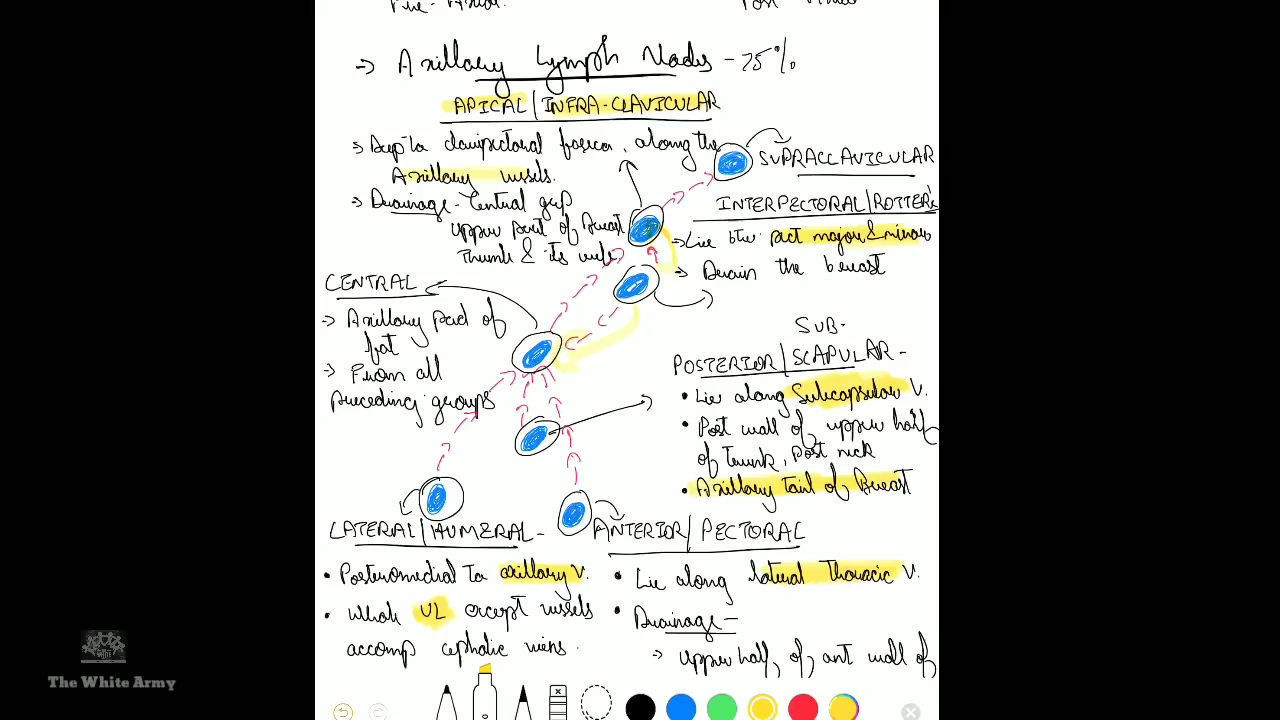 → Axillary Lymph Nodes - 75%
APICAL / INFRA-CLAVICULAR
→ Deep to clavipectoral fascia, along the
Axillary vessels.
→ Drainage - Central grp
Upper part of Breast
Thumb & its web
SUPRACLAVICULAR
INTERPECTORAL / ROTTER'S
→ Lie btw pect major & minor
→ Drain the breast
CENTRAL
→ Axillary pad of
fat
→ From all
preceding groups
SUB-
POSTERIOR / SCAPULAR -
• Lie along Subscapular V.
• Post wall of upper half
of Trunk, Post neck
• Axillary Tail of Breast
LATERAL / HUMERAL -
• Posteromedial to axillary V.
• Whole UL except vessels
accomp cephalic veins.
ANTERIOR / PECTORAL
• Lie along lateral Thoracic V.
• Drainage -
→ Upper half of ant wall of
The White Army